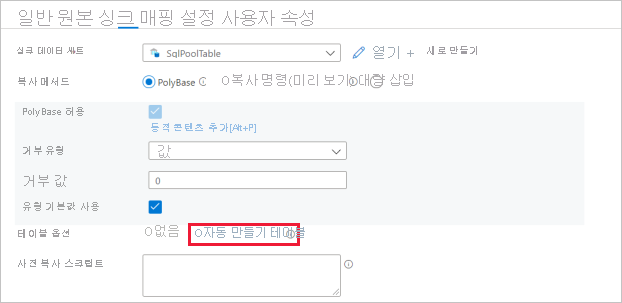 일반 원본 싱크 매핑 설정 사용자 속성
싱크 데이터 세트 SqlPoolTable 열기 + 새로 만들기
복사 메서드 PolyBase 복사 명령(미리 보기) 대량 삽입
PolyBase 허용
동적 콘텐츠 추가[Alt+P]
거부 유형 값
거부 값 0
유형 기본값 사용
테이블 옵션 없음 자동 만들기 테이블
사전 복사 스크립트